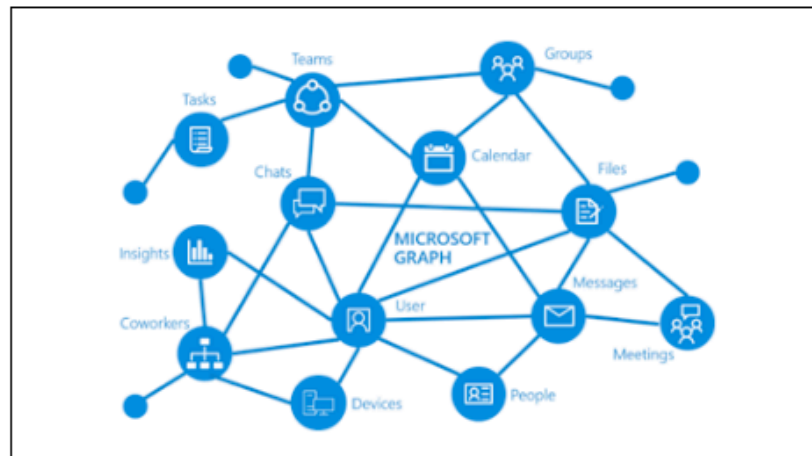 Teams
Groups
Tasks
Calendar
Chats
Files
MICROSOFT
GRAPH
Insights
Messages
User
Coworkers
Meetings
Devices
People